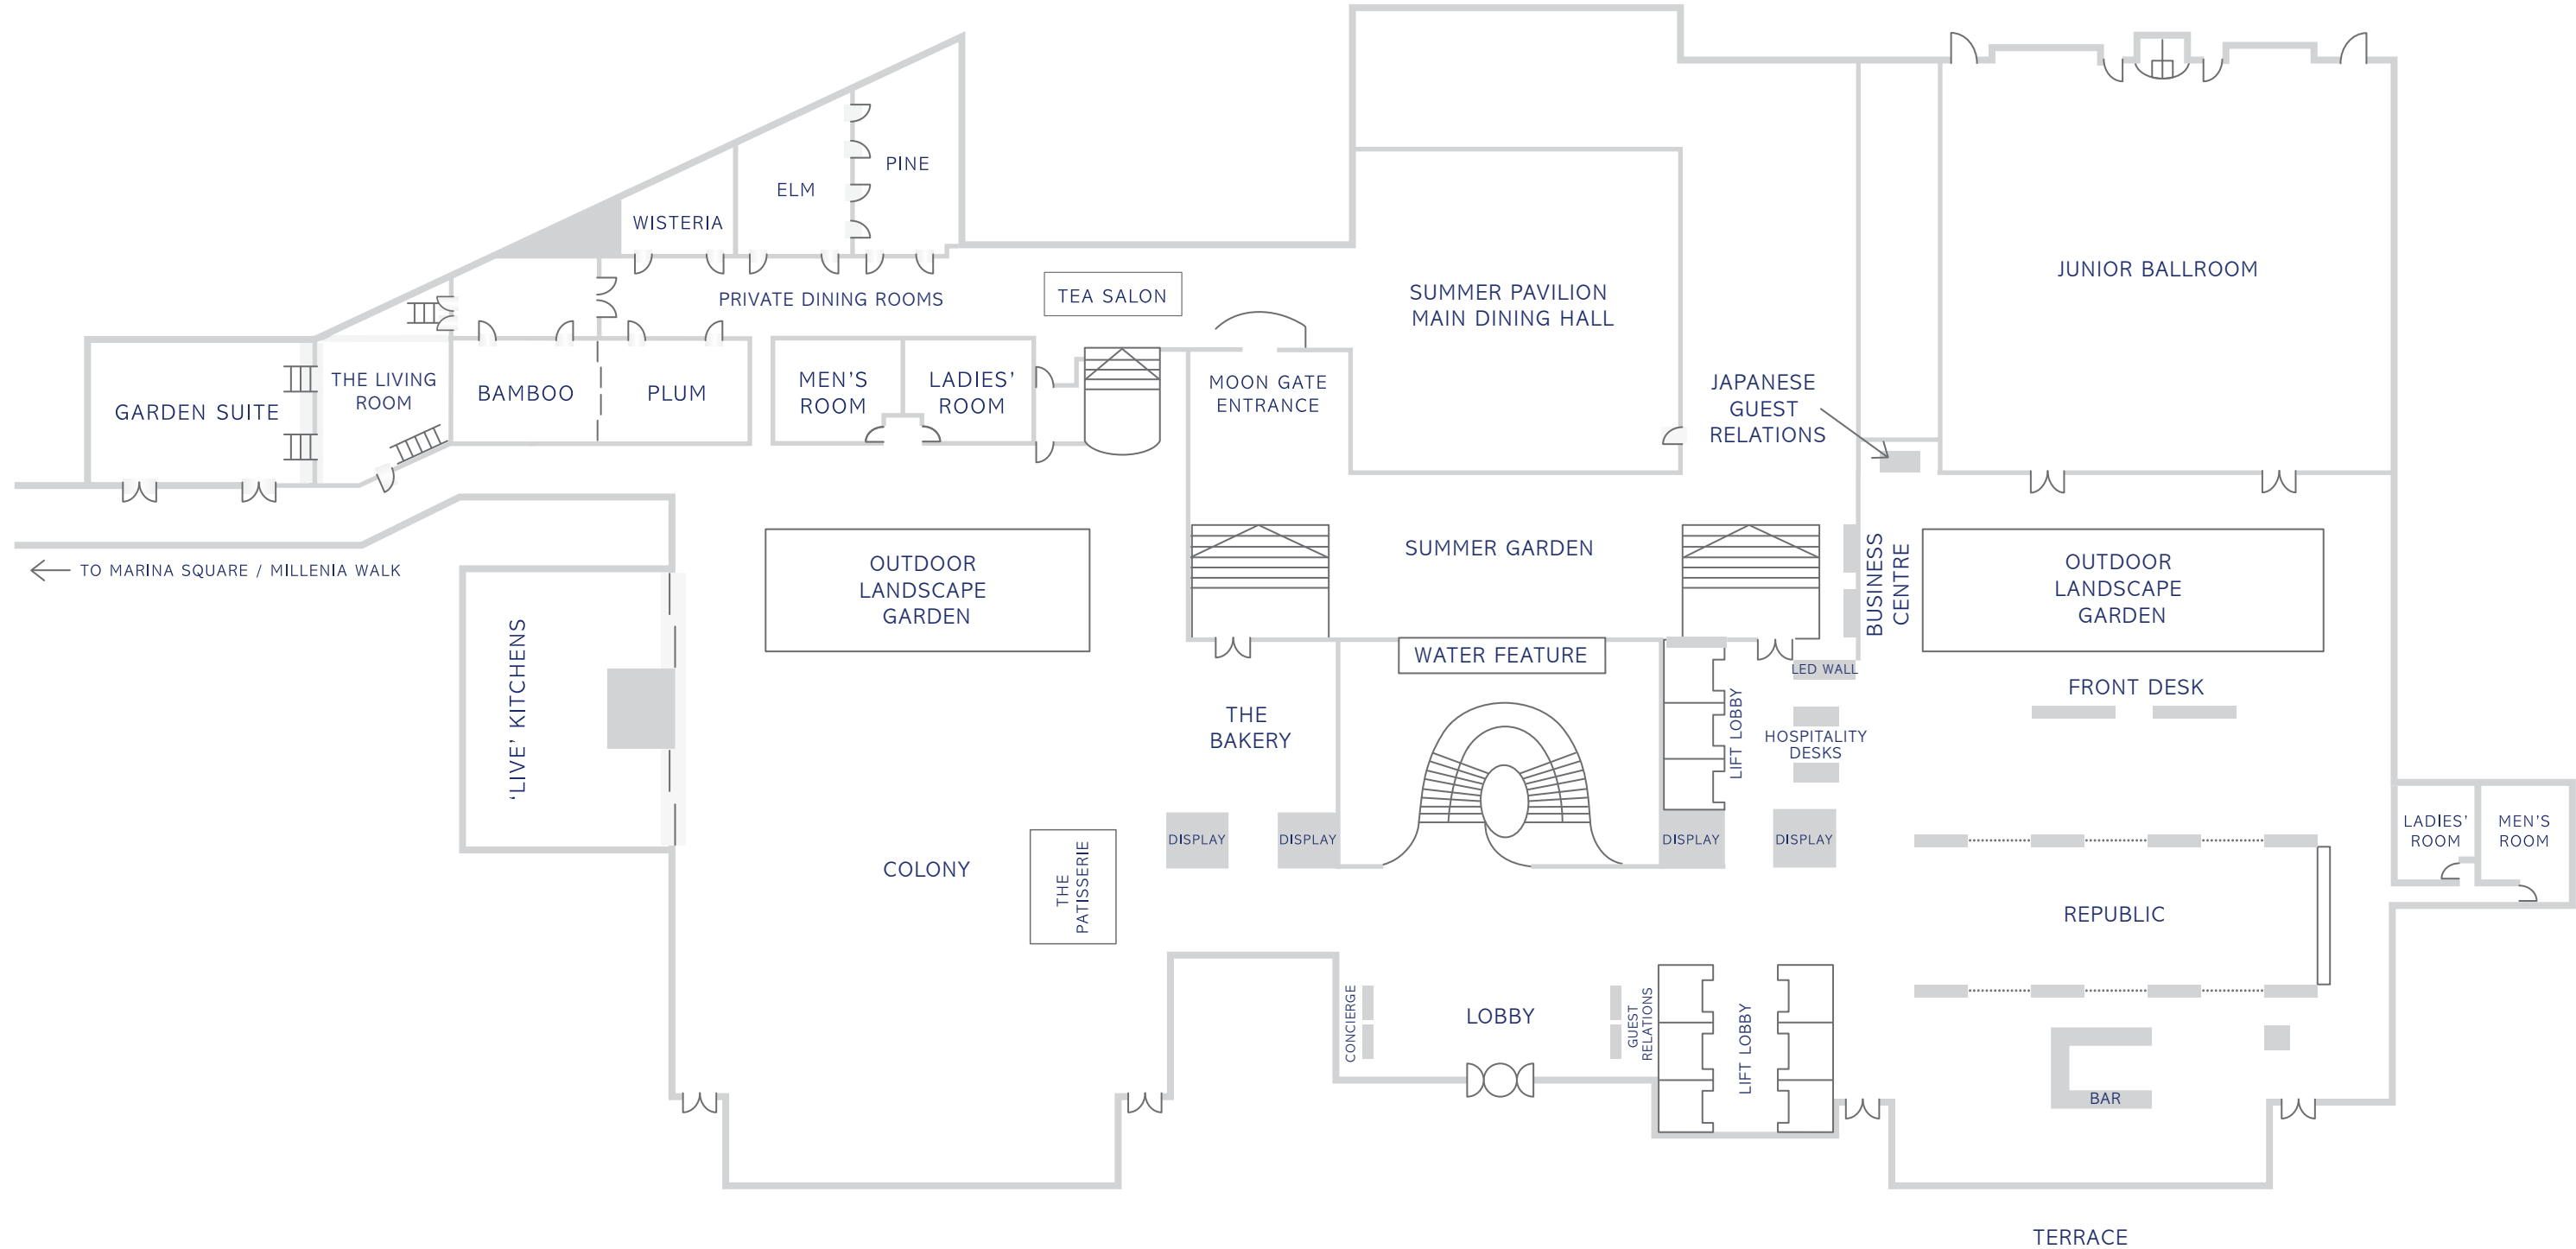 PINE
ELM
WISTERIA
PRIVATE DINING ROOMS
TEA SALON
SUMMER PAVILION
MAIN DINING HALL
JUNIOR BALLROOM
GARDEN SUITE
THE LIVING
ROOM
BAMBOO
PLUM
MEN'S
ROOM
LADIES'
ROOM
MOON GATE
ENTRANCE
JAPANESE
GUEST
RELATIONS
TO MARINA SQUARE / MILLENIA WALK
OUTDOOR
LANDSCAPE
GARDEN
SUMMER GARDEN
BUSINESS
CENTRE
OUTDOOR
LANDSCAPE
GARDEN
'LIVE' KITCHENS
WATER FEATURE
LED WALL
FRONT DESK
THE
BAKERY
LIFT LOBBY
HOSPITALITY
DESKS
DISPLAY
DISPLAY
DISPLAY
DISPLAY
LADIES'
ROOM
MEN'S
ROOM
COLONY
THE
PATISSERIE
REPUBLIC
CONCIERGE
LOBBY
GUEST
RELATIONS
LIFT LOBBY
BAR
TERRACE